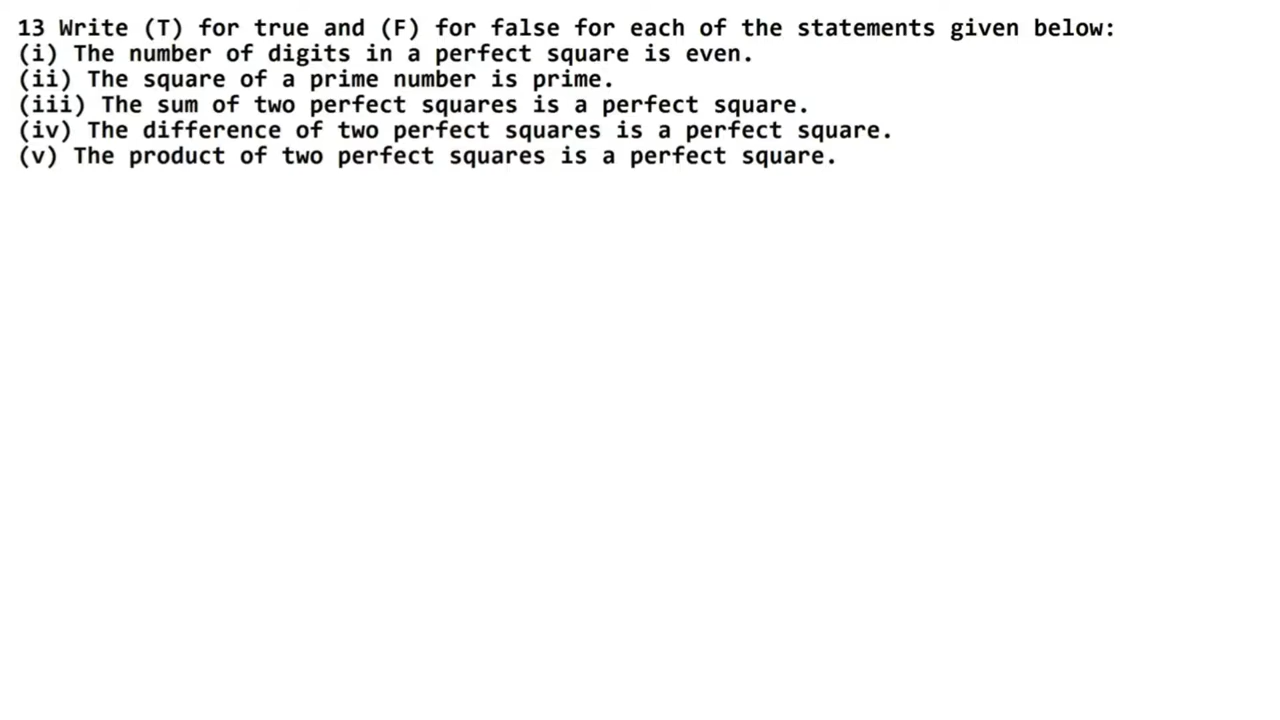 13 Write (T) for true and (F) for false for each of the statements given below:
(i) The number of digits in a perfect square is even.
(ii) The square of a prime number is prime.
(iii) The sum of two perfect squares is a perfect square.
(iv) The difference of two perfect squares is a perfect square.
(v) The product of two perfect squares is a perfect square.